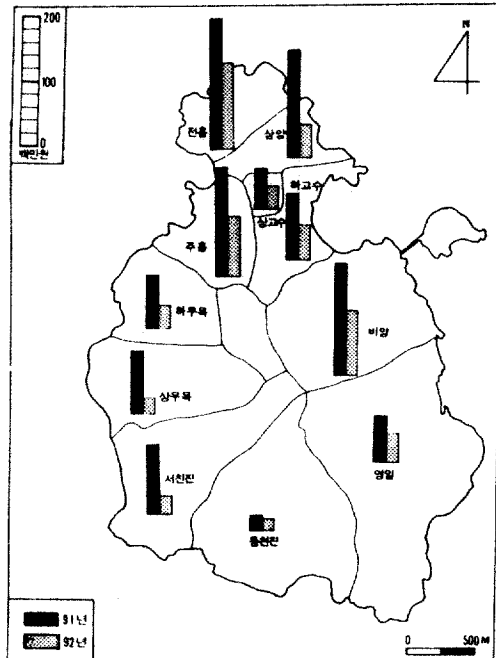 200
100
0
백만원
N
전흘
삼양
하고수
상고수
주흥
하우목
비양
상우목
서천진
영일
동천진
91년
92년
0 500 M